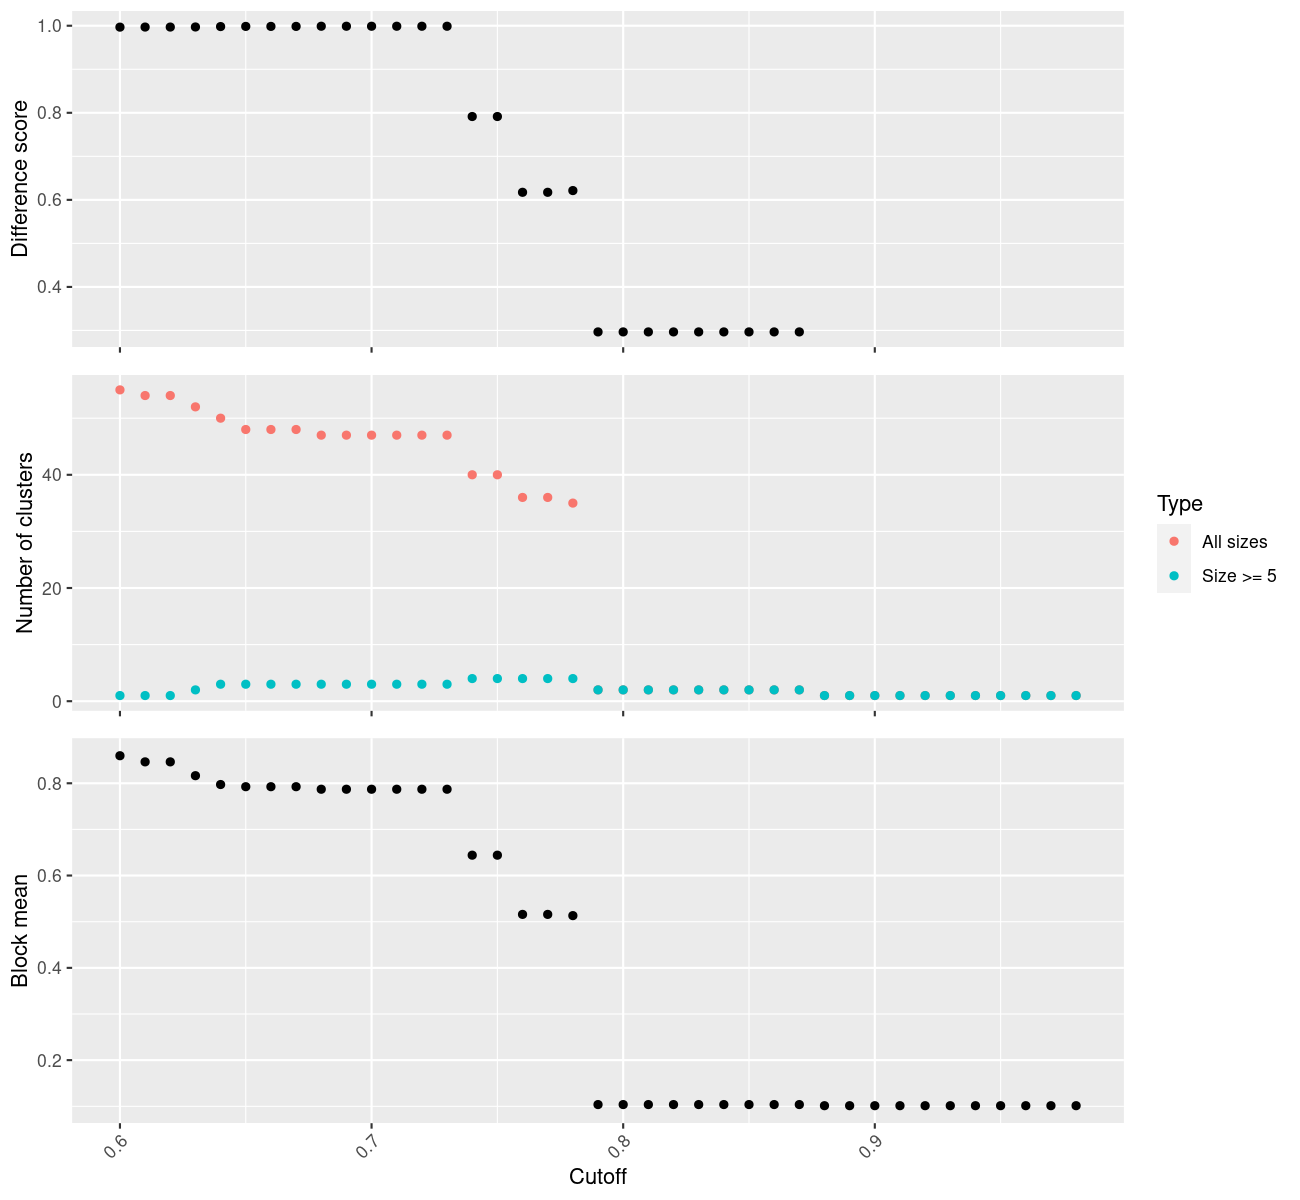 Difference score
1.0
0.8
0.6
0.4
Number of clusters
40
20
0
Type
All sizes
Size >= 5
Block mean
0.8
0.6
0.4
0.2
0.6
0.7
0.8
0.9
Cutoff